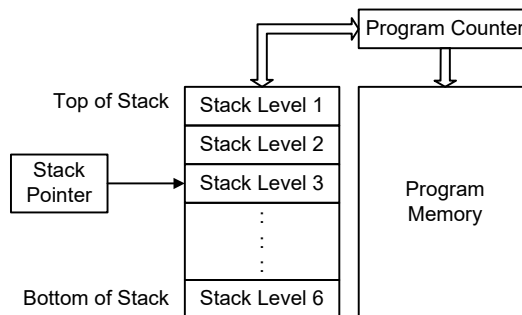 Program Counter
Top of Stack
Stack Level 1
Stack Level 2
Stack
Pointer
Stack Level 3
Program
Memory
Bottom of Stack
Stack Level 6